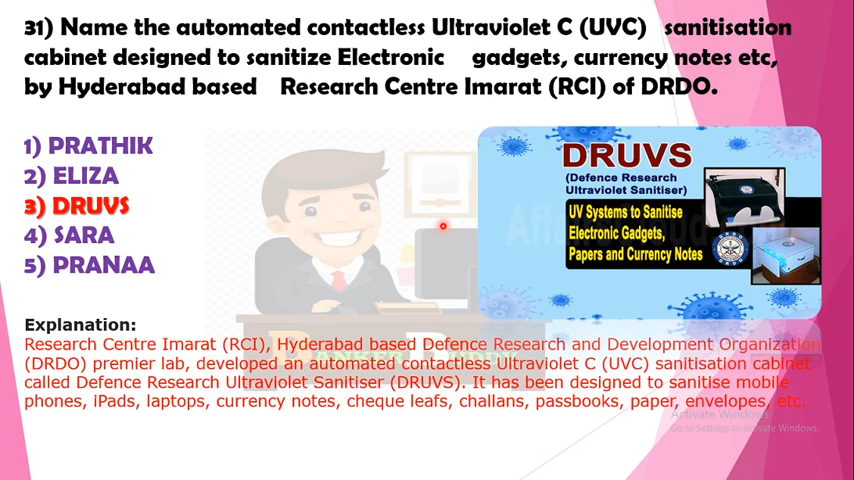 31) Name the automated contactless Ultraviolet C (UVC) sanitisation
cabinet designed to sanitize Electronic gadgets, currency notes etc,
by Hyderabad based Research Centre Imarat (RCI) of DRDO.
1) PRATHIK
2) ELIZA
3) DRUVS
4) SARA
5) PRANAA
DRUVS
(Defence Research
Ultraviolet Sanitiser)
UV Systems to Sanitise
Electronic Gadgets,
Papers and Currency Notes
Explanation:
Research Centre Imarat (RCI), Hyderabad based Defence Research and Development Organization
(DRDO) premier lab, developed an automated contactless Ultraviolet C (UVC) sanitisation cabinet
called Defence Research Ultraviolet Sanitiser (DRUVS). It has been designed to sanitise mobile
phones, iPads, laptops, currency notes, cheque leafs, challans, passbooks, paper, envelopes, etc.
BANKER BUDDY
Activate Windows
Go to Settings to activate Windows.